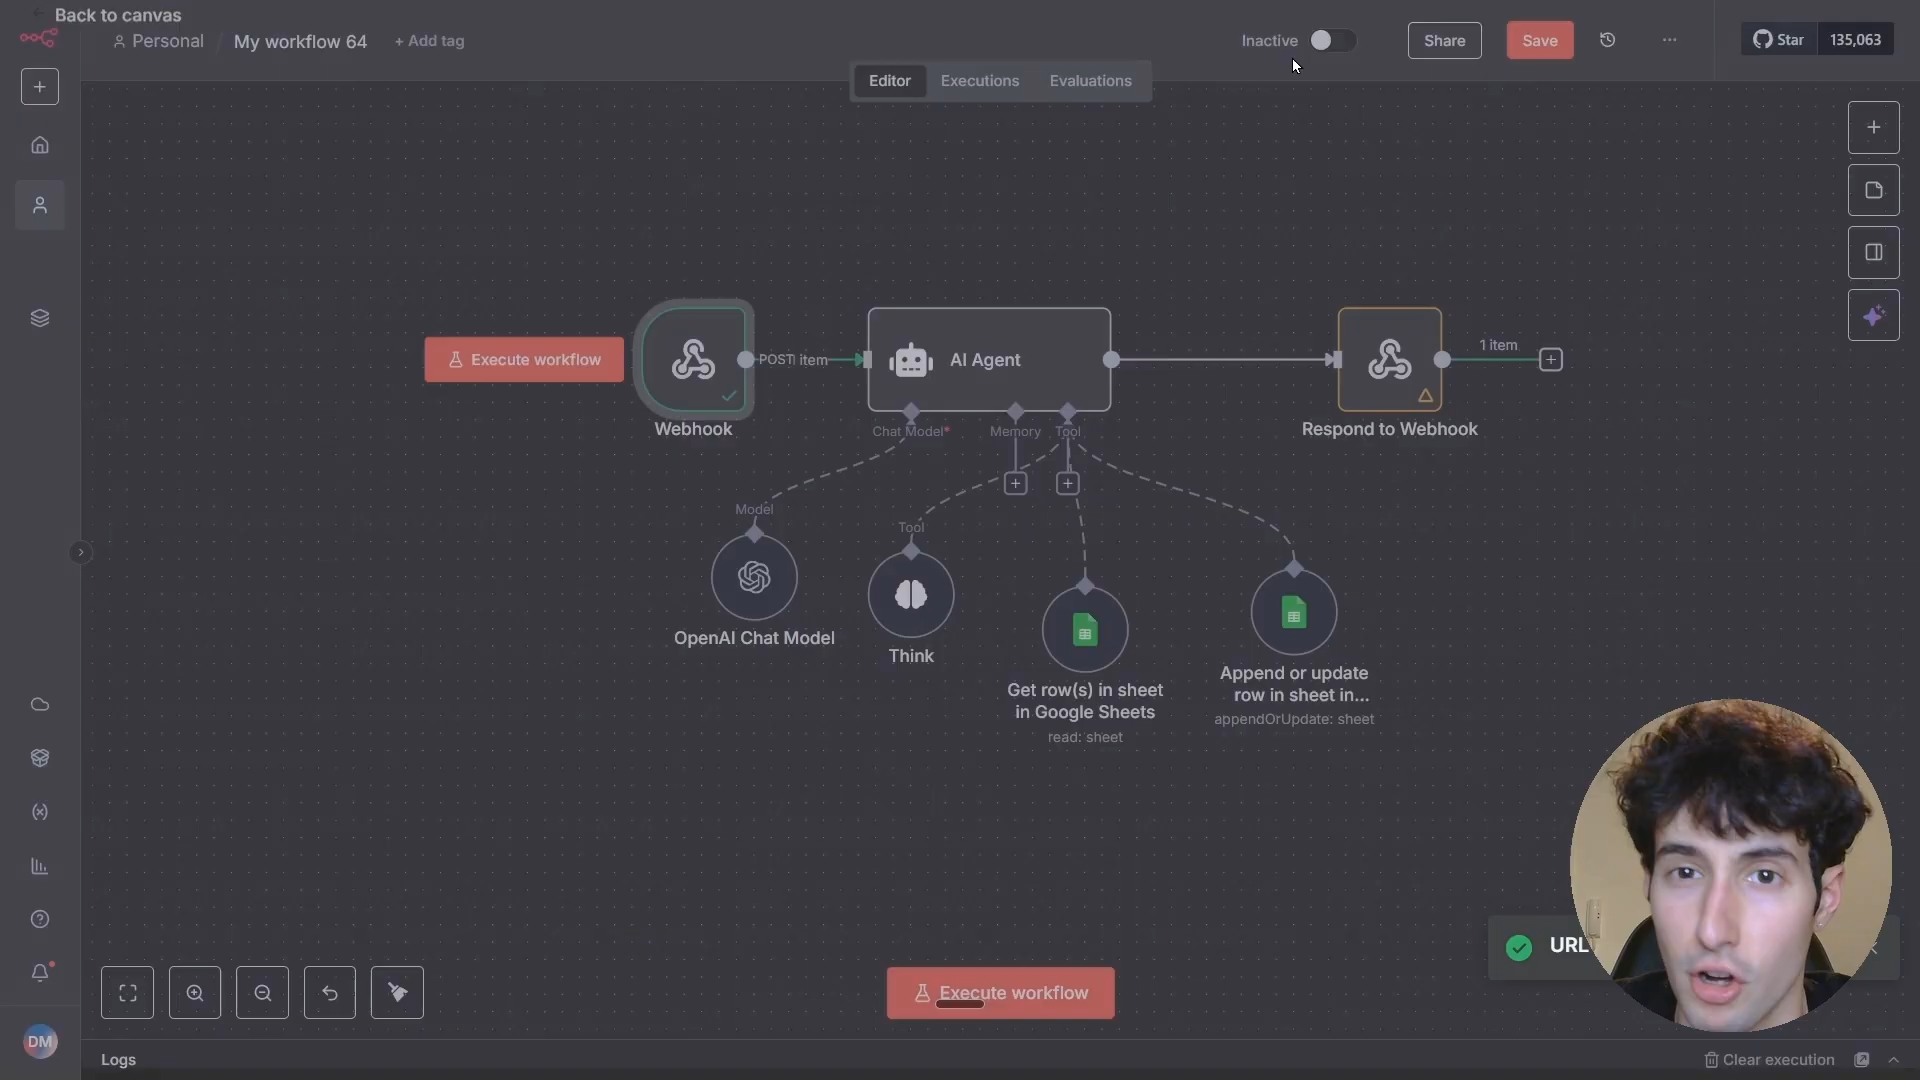 Back to canvas
Personal / My workflow 64 + Add tag
Inactive
Share
Save
Star 135,063
Editor Executions Evaluations
Execute workflow
POST item
AI Agent
1 item
Webhook
Chat Model*
Memory
Tool
Respond to Webhook
Model
Tool
OpenAI Chat Model
Think
Get row(s) in sheet
in Google Sheets
read: sheet
Append or update
row in sheet in...
appendOrUpdate: sheet
URL
Execute workflow
DM
Logs
Clear execution